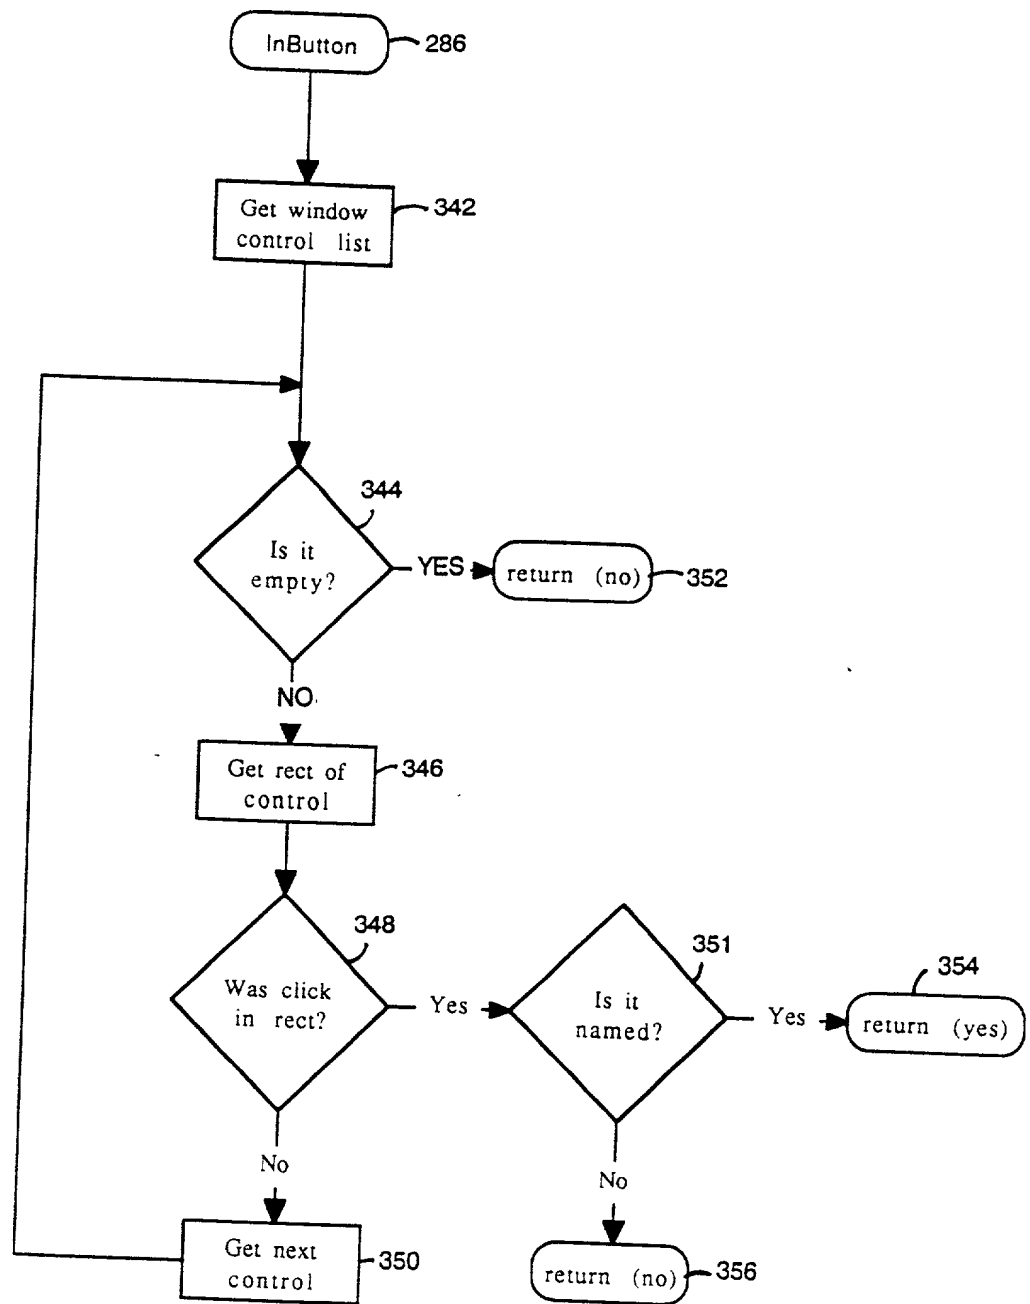 InButton
286
Get window
control list
342
344
Is it
empty?
YES
return (no)
352
NO
Get rect of
control
346
348
Was click
in rect?
Yes
351
Is it
named?
Yes
354
return (yes)
No
No
Get next
control
350
return (no)
356